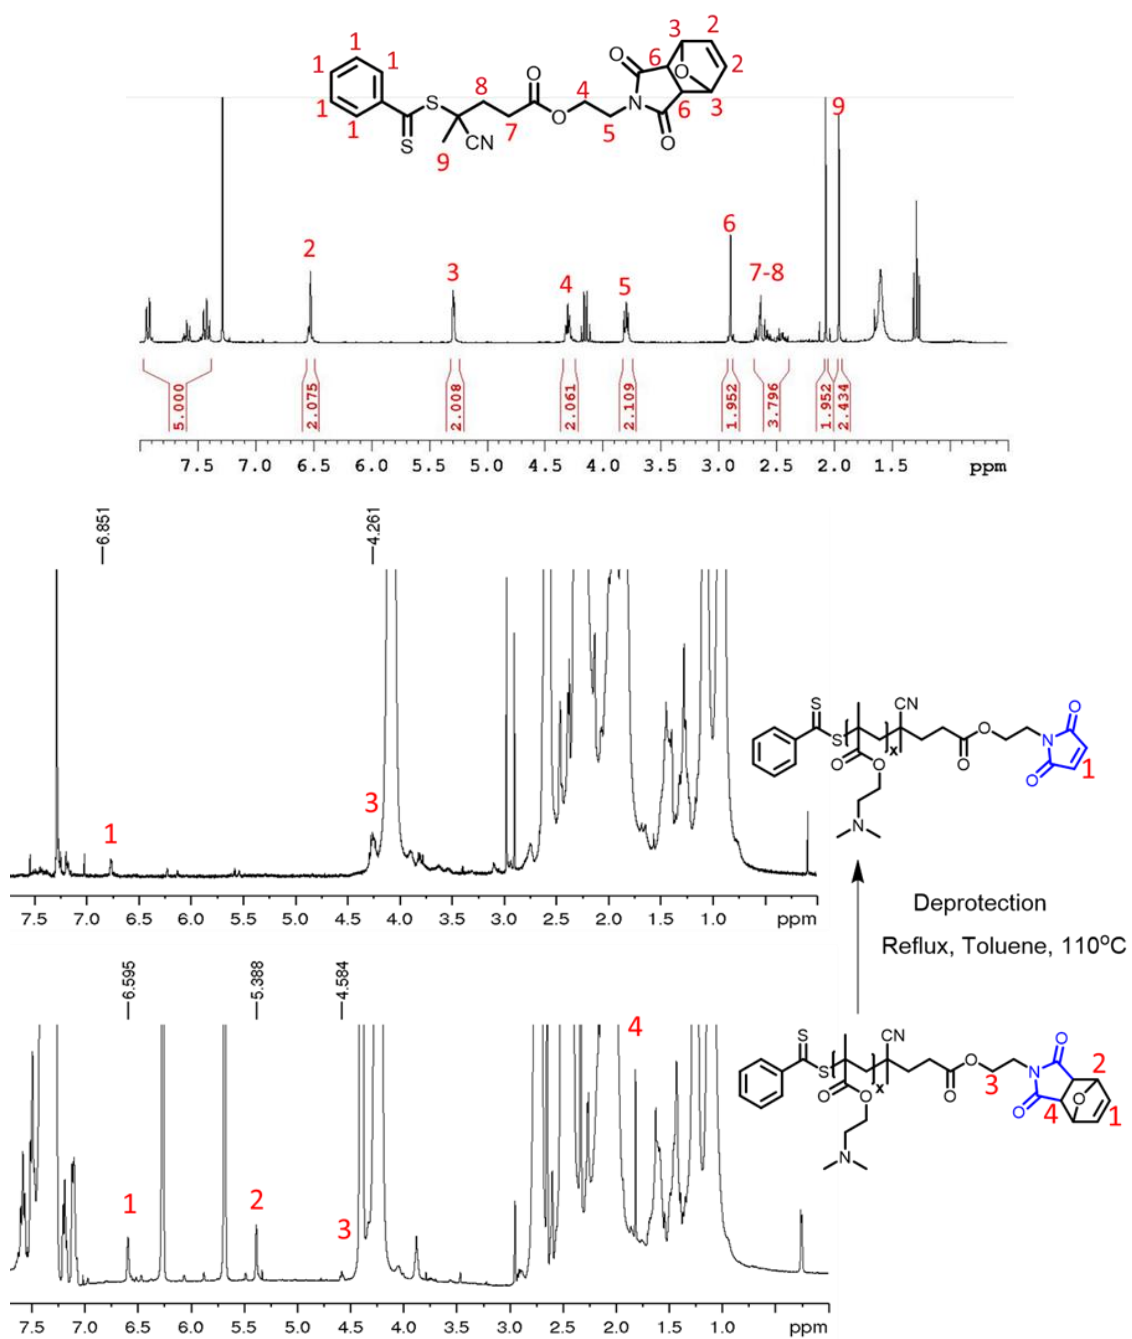 3 2
1
1 1
O 6 O 2
1 8 O 4 N 3
S O 6
1 7 5 O
1 CN
S 9
9
2
3
4
5
6
7-8
5.000 2.075 2.008 2.061 2.109 1.952 3.796 1.952 2.434
7.5 6.5 6.0 5.5 5.0 4.5 4.0 3.5 3.0 2.5 2.0 1.5 ppm
6.851 4.261
1
3
7.5 7.0 6.5 6.0 5.5 5.0 4.5 4.0 3.5 3.0 2.5 2.0 1.5 1.0 ppm
S CN O
S x O N
O O O O 1
N
Deprotection
Reflux, Toluene, 110°C
6.595 5.388 4.584
1
2
3
4
7.5 7.0 6.5 6.0 5.5 5.0 4.5 4.0 3.5 3.0 2.5 2.0 1.5 1.0 ppm
S CN O 2
S x O 3 N O
O O O O 4 1
N